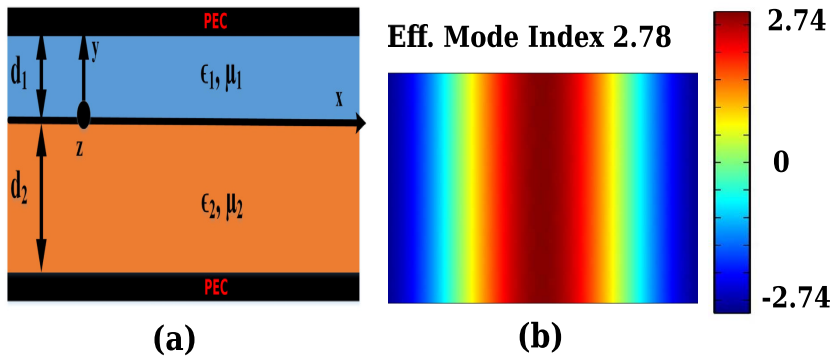 PEC
y
d₁
ϵ₁, μ₁
x
z
d₂
ϵ₂, μ₂
PEC
(a)
Eff. Mode Index 2.78
2.74
0
-2.74
(b)